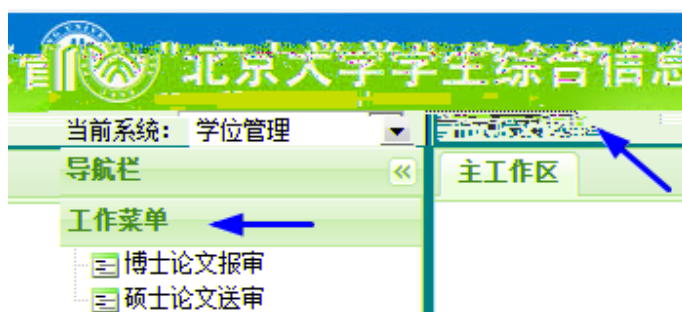 北京大学学生综合信息
当前系统： 学位管理
导航栏
主工作区
工作菜单
博士论文报审
硕士论文送审